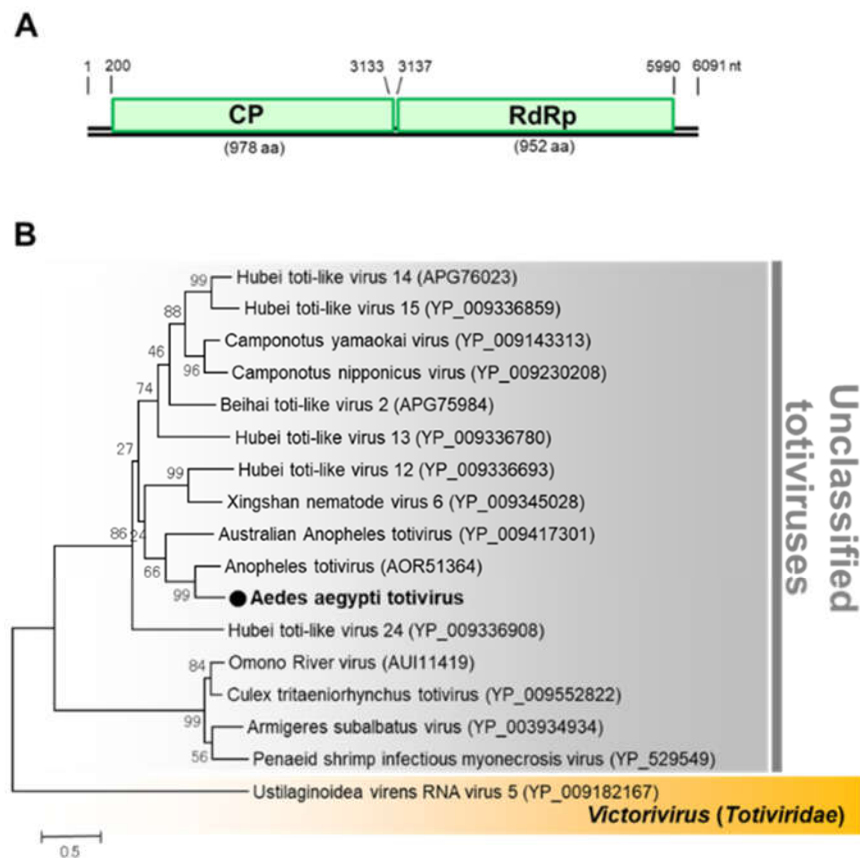 A
1 200 3133 3137 5990 6091 nt
CP RdRp
(978 aa) (952 aa)
B
99 Hubei toti-like virus 14 (APG76023)
Hubei toti-like virus 15 (YP_009336859)
88
Camponotus yamaokai virus (YP_009143313)
96 Camponotus nipponicus virus (YP_009230208)
46
Beihai toti-like virus 2 (APG75984)
74
Hubei toti-like virus 13 (YP_009336780)
27
99 Hubei toti-like virus 12 (YP_009336693)
Xingshan nematode virus 6 (YP_009345028)
86 24 Australian Anopheles totivirus (YP_009417301)
66 Anopheles totivirus (AOR51364)
99 Aedes aegypti totivirus
Hubei toti-like virus 24 (YP_009336908)
84 Omono River virus (AUI11419)
Culex tritaeniorhynchus totivirus (YP_009552822)
99 Armigeres subalbatus virus (YP_003934934)
56 Penaeid shrimp infectious myonecrosis virus (YP_529549)
Ustilaginoidea virens RNA virus 5 (YP_009182167)
Victorivirus (Totiviridae)
0.5
Unclassified
totiviruses